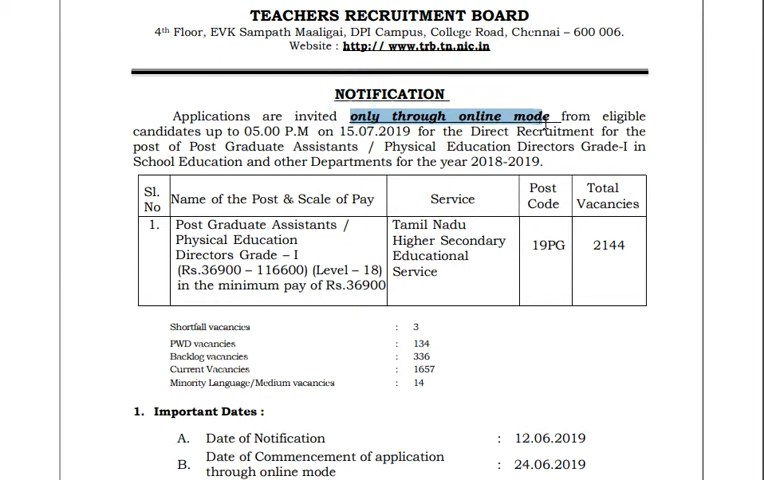 TEACHERS RECRUITMENT BOARD
4th Floor, EVK Sampath Maaligai, DPI Campus, College Road, Chennai – 600 006.
Website : http:// www.trb.tn.nic.in
NOTIFICATION
Applications are invited only through online mode from eligible
candidates up to 05.00 P.M on 15.07.2019 for the Direct Recruitment for the
post of Post Graduate Assistants / Physical Education Directors Grade-I in
School Education and other Departments for the year 2018-2019.
Sl. No Name of the Post & Scale of Pay Service Post Code Total Vacancies
1. Post Graduate Assistants / Tamil Nadu
Physical Education Higher Secondary 19PG 2144
Directors Grade – I Educational
(Rs.36900 – 116600) (Level – 18) Service
in the minimum pay of Rs.36900
Shortfall vacancies : 3
PWD vacancies : 134
Backlog vacancies : 336
Current Vacancies : 1657
Minority Language/Medium vacancies : 14
1. Important Dates :
A. Date of Notification : 12.06.2019
B. Date of Commencement of application : 24.06.2019
through online mode